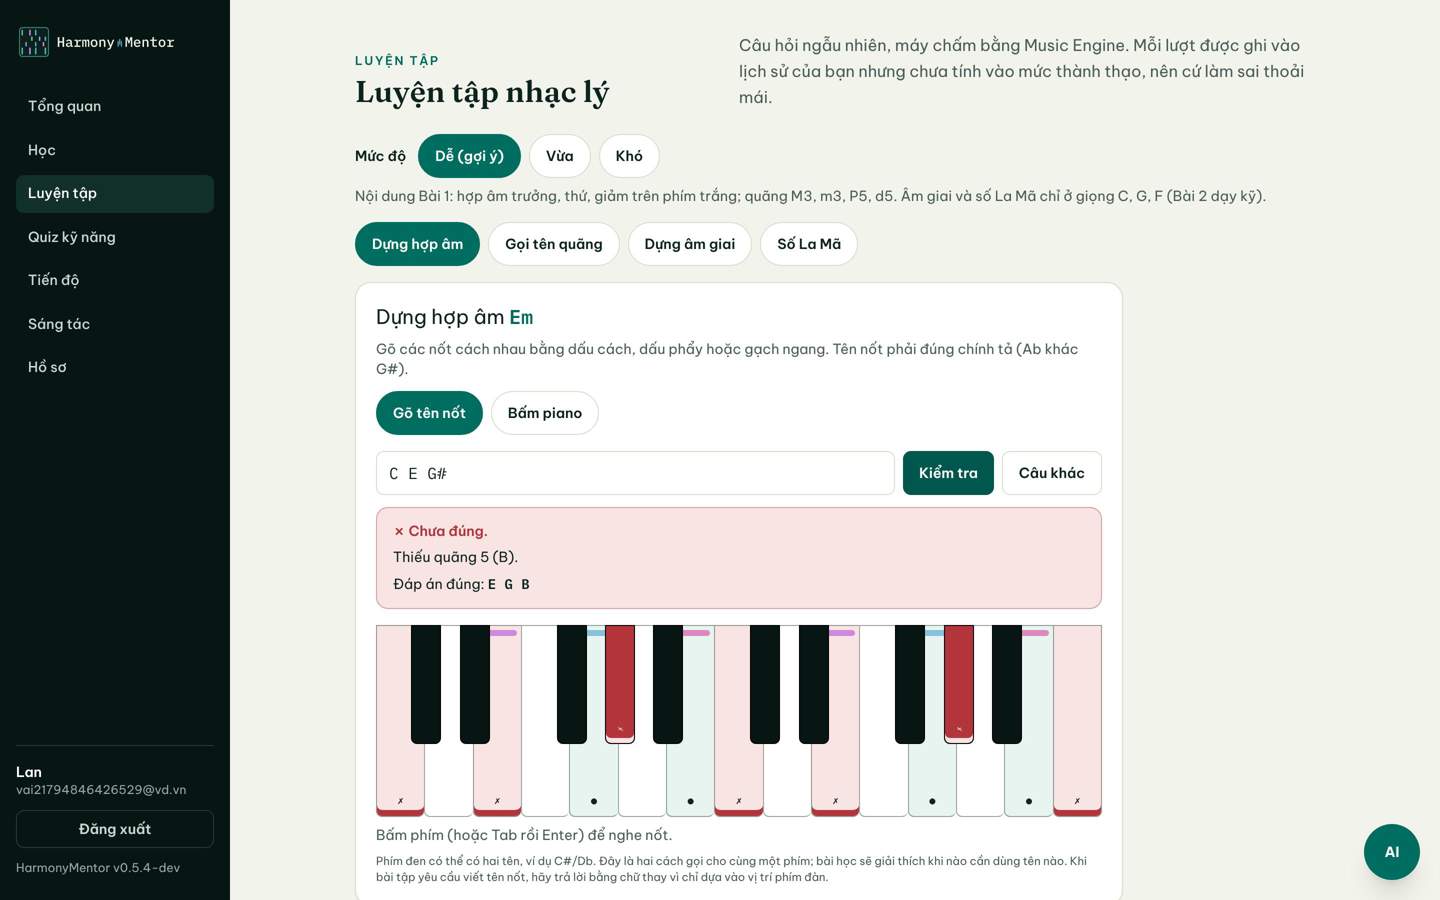 Harmony Mentor
Tổng quan
Học
Luyện tập
Quiz kỹ năng
Tiến độ
Sáng tác
Hồ sơ
Lan
vai21794846426529@vd.vn
Đăng xuất
HarmonyMentor v0.5.4-dev
LUYỆN TẬP
Luyện tập nhạc lý
Câu hỏi ngẫu nhiên, máy chấm bằng Music Engine. Mỗi lượt được ghi vào
lịch sử của bạn nhưng chưa tính vào mức thành thạo, nên cứ làm sai thoải
mái.
Mức độ Dễ (gợi ý) Vừa Khó
Nội dung Bài 1: hợp âm trưởng, thứ, giảm trên phím trắng; quãng M3, m3, P5, d5. Âm giai và số La Mã chỉ ở giọng C, G, F (Bài 2 dạy kỹ).
Dựng hợp âm Gọi tên quãng Dựng âm giai Số La Mã
Dựng hợp âm Em
Gõ các nốt cách nhau bằng dấu cách, dấu phẩy hoặc gạch ngang. Tên nốt phải đúng chính tả (Ab khác
G#).
Gõ tên nốt Bấm piano
C E G# Kiểm tra Câu khác
✗ Chưa đúng.
Thiếu quãng 5 (B).
Đáp án đúng: E G B
Bấm phím (hoặc Tab rồi Enter) để nghe nốt.
Phím đen có thể có hai tên, ví dụ C#/Db. Đây là hai cách gọi cho cùng một phím; bài học sẽ giải thích khi nào cần dùng tên nào. Khi
bài tập yêu cầu viết tên nốt, hãy trả lời bằng chữ thay vì chỉ dựa vào vị trí phím đàn.
AI